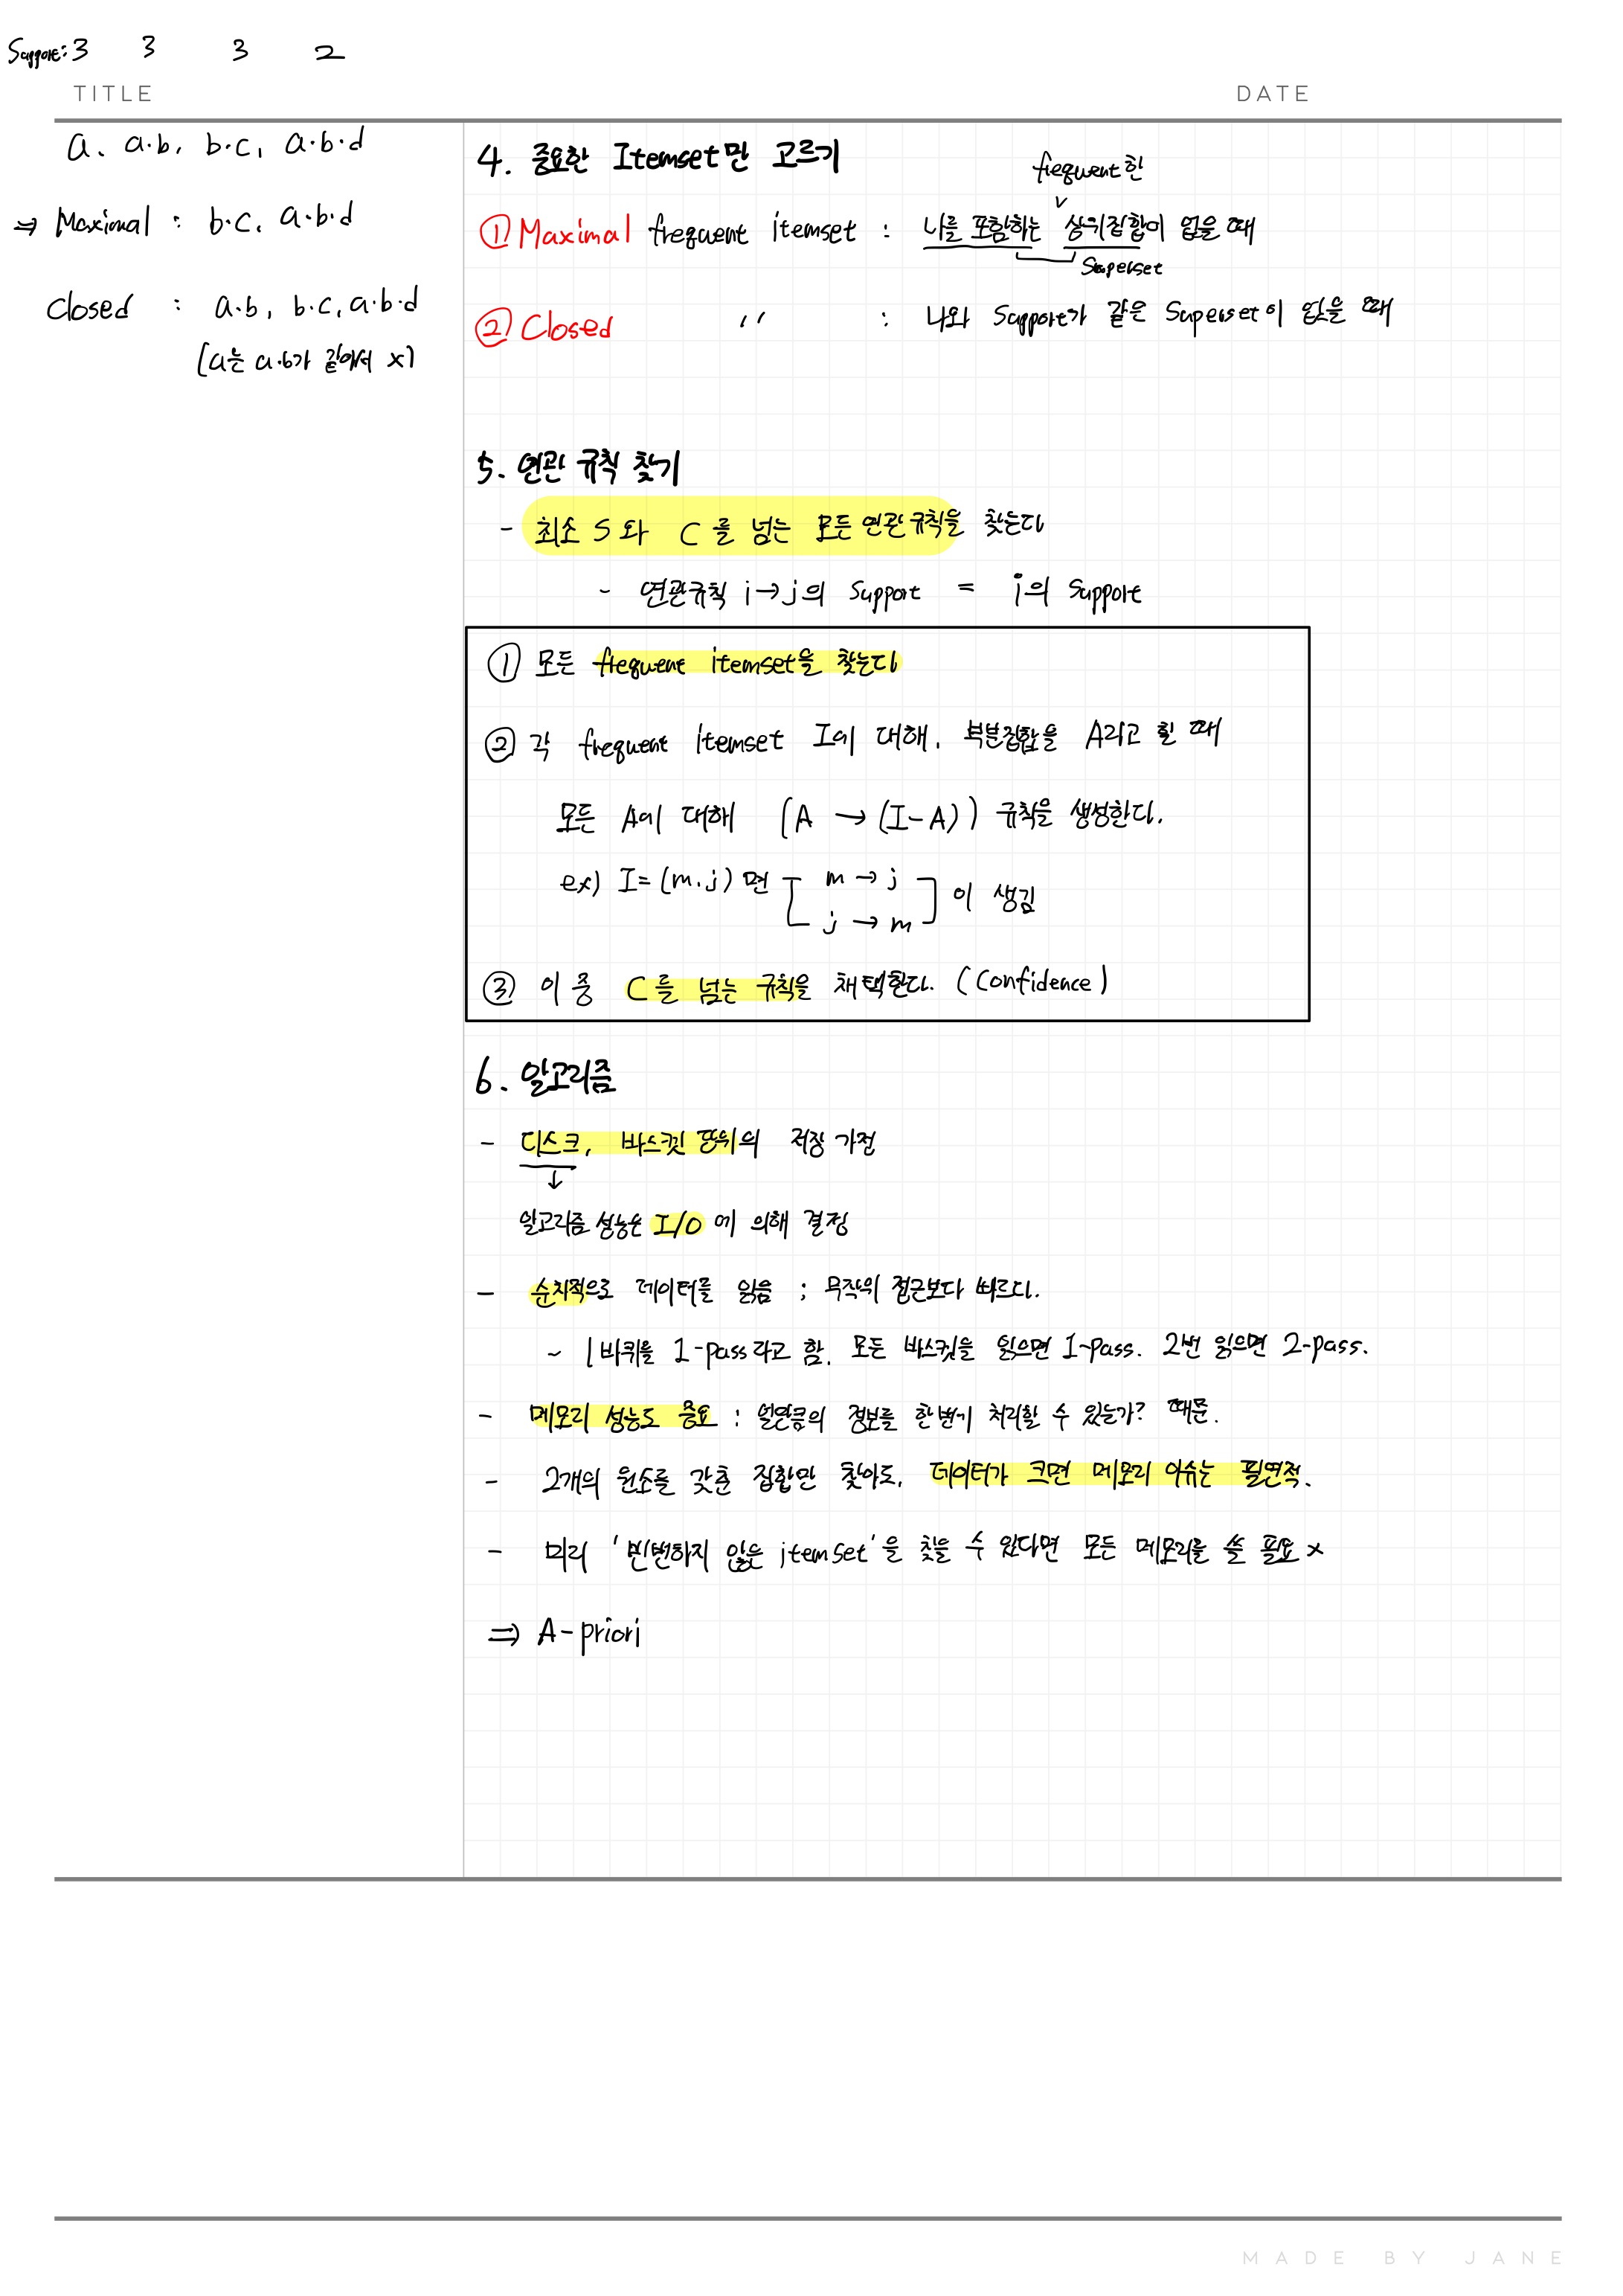 Support: 3 3 3 2
TITLE
DATE
a, a·b, b·c, a·b·d
⇒ Maximal : b·c, a·b·d
Closed : a·b, b·c, a·b·d
(a는 a·b가 같아서 x)
4. 중요한 Itemset만 고르기
frequent한
① Maximal frequent itemset : 나를 포함하는 ∨ 상위집합이 없을 때
Superset
② Closed 〃 : 나와 Support가 같은 Superset이 없을 때
5. 연관 규칙 찾기
- 최소 S와 C를 넘는 모든 연관규칙을 찾는다
- 연관규칙 i→j의 Support = i의 Support
① 모든 frequent itemset을 찾는다
② 각 frequent itemset I에 대해, 부분집합을 A라고 할 때
모든 A에 대해 (A → (I-A)) 규칙을 생성한다.
ex) I = (m, j) 면 [ m → j
j → m ] 이 생김
③ 이 중 C를 넘는 규칙을 채택한다. (Confidence)
6. 알고리즘
- 디스크, 바스킷 단위의 저장 가정
↓
알고리즘 성능은 I/O에 의해 결정
- 순차적으로 데이터를 읽음 ; 무작위 접근보다 빠르다.
~ 1바퀴를 1-pass라고 함. 모든 바스킷을 읽으면 1-pass. 2번 읽으면 2-pass.
- 메모리 성능도 중요 : 얼만큼의 정보를 한번에 처리할 수 있는가? 때문.
- 2개의 원소를 갖춘 집합만 찾아도, 데이터가 크면 메모리 이슈는 필연적.
- 미리 '빈번하지 않은 itemset'을 찾을 수 있다면 모든 메모리를 쓸 필요 x
⇒ A-priori
MADE BY JANE